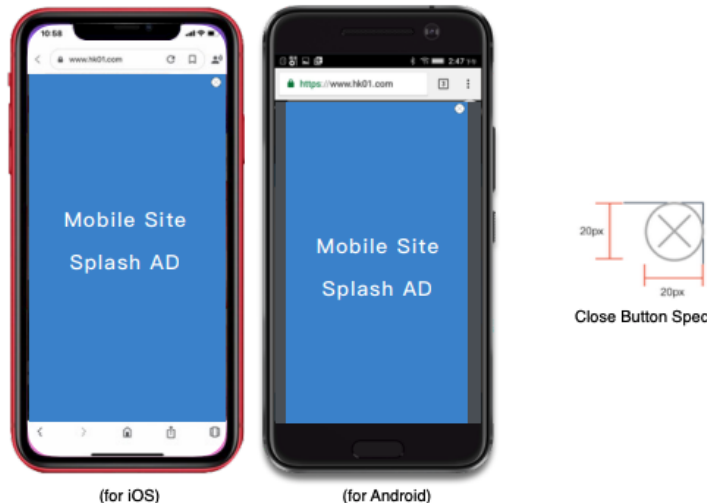 10:58
www.hk01.com
Mobile Site
Splash AD
(for iOS)
2:47
https://www.hk01.com
Mobile Site
Splash AD
(for Android)
20px
20px
Close Button Spec